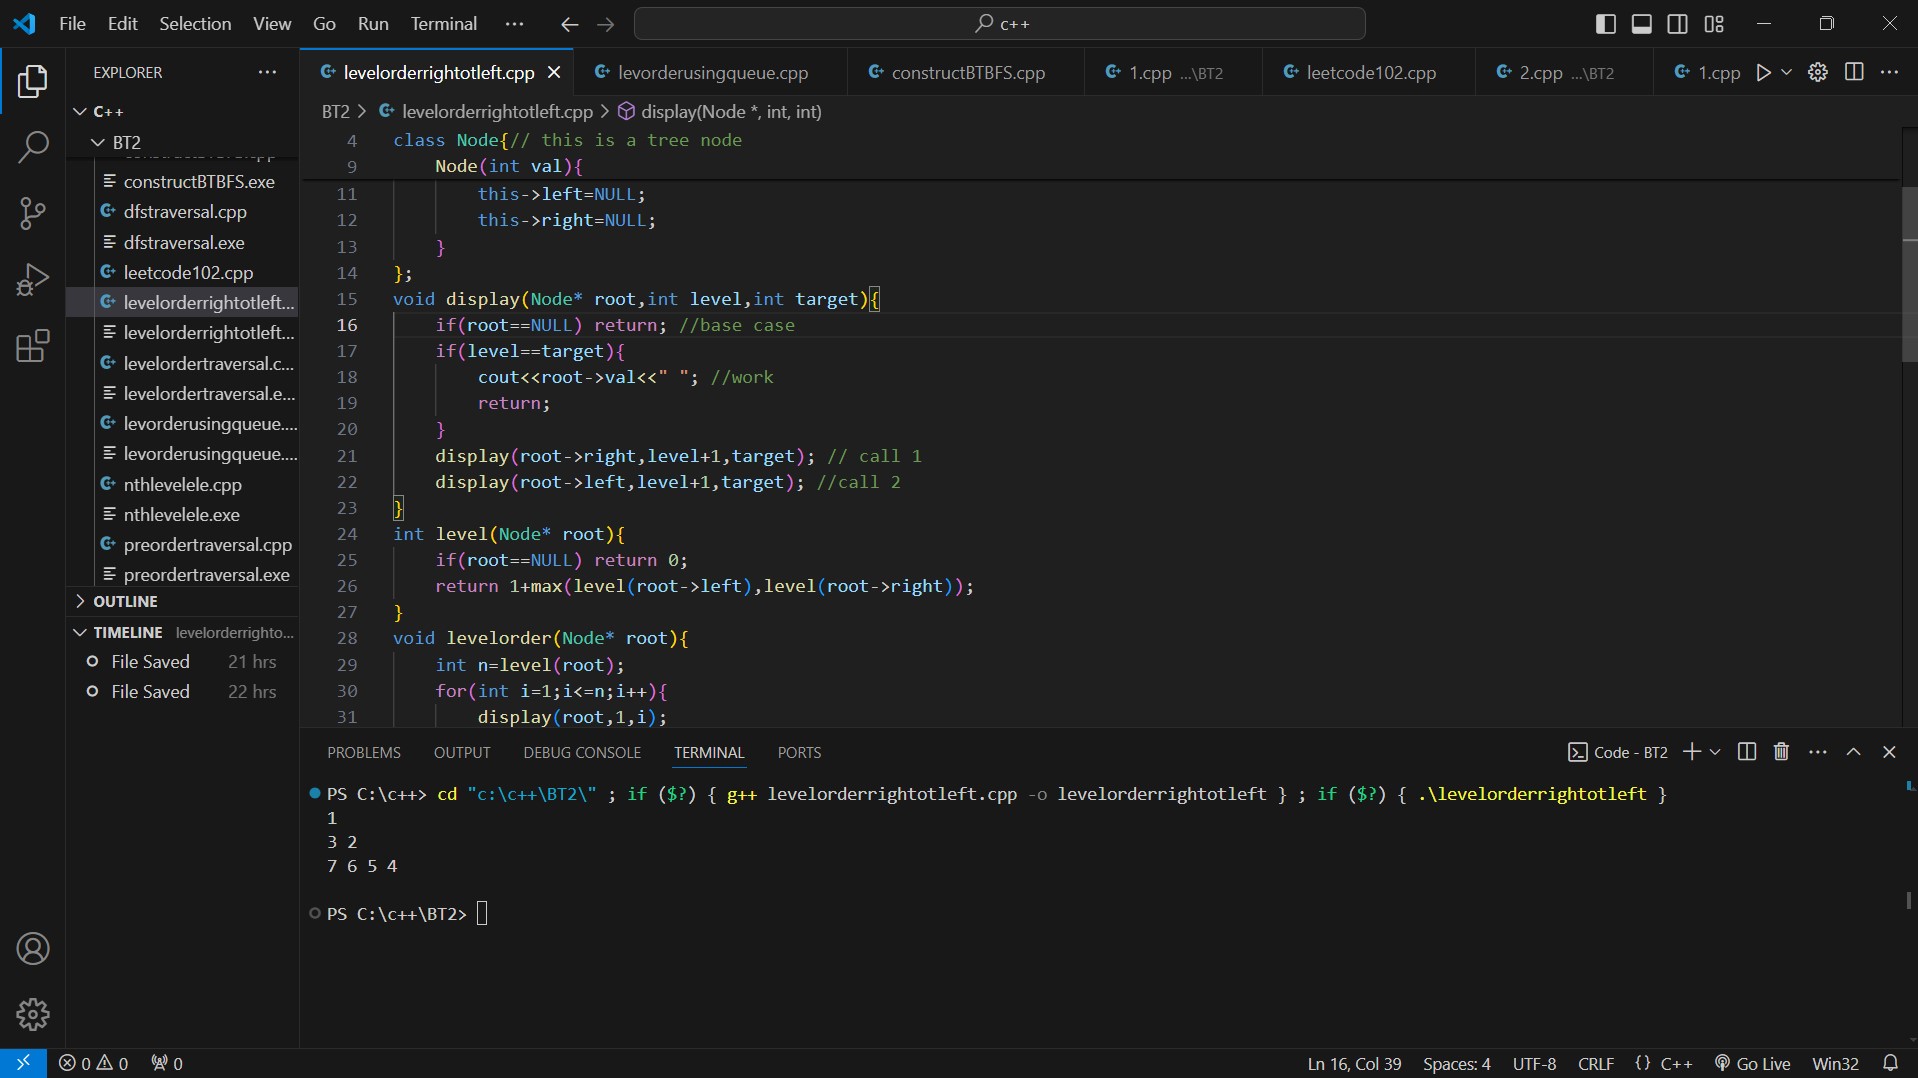 File Edit Selection View Go Run Terminal ··· c++
EXPLORER ···
levelorderrightotleft.cpp levorderusingqueue.cpp constructBTBFS.cpp 1.cpp ...\BT2 leetcode102.cpp 2.cpp ...\BT2 1.cpp
BT2 > levelorderrightotleft.cpp > display(Node *, int, int)
C++
BT2
constructBTBFS.cpp
constructBTBFS.exe
dfstraversal.cpp
dfstraversal.exe
leetcode102.cpp
levelorderrightotleft...
levelorderrightotleft...
levelordertraversal.c...
levelordertraversal.e...
levorderusingqueue....
levorderusingqueue....
nthlevelele.cpp
nthlevelele.exe
preordertraversal.cpp
preordertraversal.exe
OUTLINE
TIMELINE levelorderrighto...
File Saved 21 hrs
File Saved 22 hrs
4 class Node{// this is a tree node
9 Node(int val){
11 this->left=NULL;
12 this->right=NULL;
13 }
14 };
15 void display(Node* root,int level,int target){
16 if(root==NULL) return; //base case
17 if(level==target){
18 cout<<root->val<<" "; //work
19 return;
20 }
21 display(root->right,level+1,target); // call 1
22 display(root->left,level+1,target); //call 2
23 }
24 int level(Node* root){
25 if(root==NULL) return 0;
26 return 1+max(level(root->left),level(root->right));
27 }
28 void levelorder(Node* root){
29 int n=level(root);
30 for(int i=1;i<=n;i++){
31 display(root,1,i);
PROBLEMS OUTPUT DEBUG CONSOLE TERMINAL PORTS Code - BT2
PS C:\c++> cd "c:\c++\BT2\" ; if ($?) { g++ levelorderrightotleft.cpp -o levelorderrightotleft } ; if ($?) { .\levelorderrightotleft }
1
3 2
7 6 5 4
PS C:\c++\BT2>
0 0 0 Ln 16, Col 39 Spaces: 4 UTF-8 CRLF {} C++ Go Live Win32